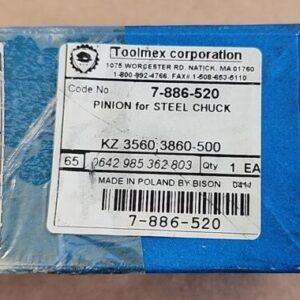 Toolmex corporation
1075 WORCESTER RD. NATICK, MA 01760
1-800-992-4766, FAX# 1-508-653-5110
Code No 7-886-520
PINION for STEEL CHUCK
KZ 3560,3860-500
65 0642 985 362 803 Qty 1 EA
MADE IN POLAND BY BISON
7-886-520